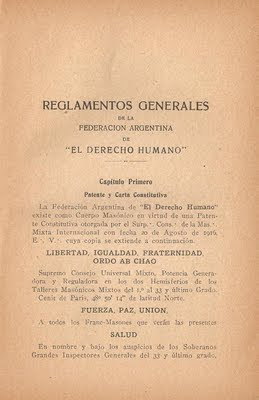 REGLAMENTOS GENERALES
DE LA
FEDERACION ARGENTINA
DE
"EL DERECHO HUMANO"
Capítulo Primero
Patente y Carta Constitutiva
La Federación Argentina de "El Derecho Humano"
existe como Cuerpo Masónico en virtud de una Paten-
te Constitutiva otorgada por el Surp∴ Cons∴ de la Mas∴
Mixta Internacional con fecha 20 de Agosto de 1916.
E∴ V∴ cuya copia se extiende a continuación.
LIBERTAD, IGUALDAD, FRATERNIDAD,
ORDO AB CHAO
Supremo Consejo Universal Mixto, Potencia Genera-
dora y Reguladora en los dos Hemisferios de los
Talleres Masónicos Mixtos del 1.º al 33 y último Grado.
Cenit de París, 48º 50' 14" de latitud Norte.
FUERZA, PAZ, UNION,
A todos los Franc-Masones que verán las presentes
SALUD
En nombre y bajo los auspicios de los Soberanos
Grandes Inspectores Generales del 33 y último grado,